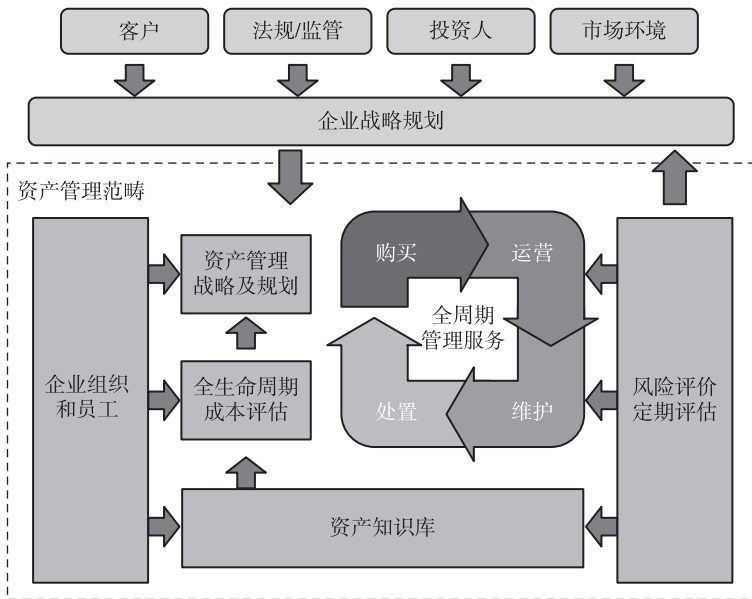 客户
法规/监管
投资人
市场环境
企业战略规划
资产管理范畴
资产管理
战略及规划
购买
运营
全周期
管理服务
企业组织
和员工
全生命周期
成本评估
处置
维护
风险评价
定期评估
资产知识库